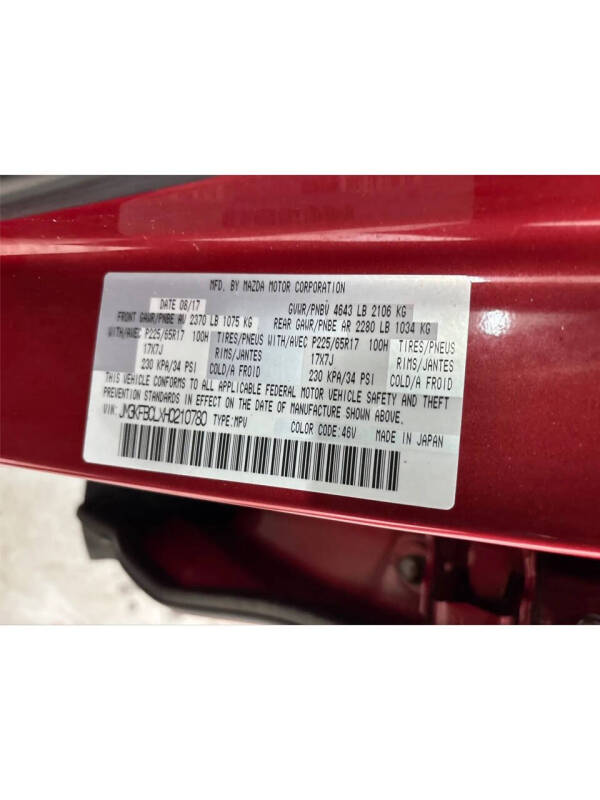 MFD. BY MAZDA MOTOR CORPORATION
DATE 08/17 GVWR/PNBV 4643 LB 2106 KG
FRONT GAWR/PNBE AV 2370 LB 1075 KG REAR GAWR/PNBE AR 2280 LB 1034 KG
WITH/AVEC P225/65R17 100H TIRES/PNEUS WITH/AVEC P225/65R17 100H TIRES/PNEUS
17X7J RIMS/JANTES 17X7J RIMS/JANTES
230 KPA/34 PSI COLD/A FROID 230 KPA/34 PSI COLD/A FROID
THIS VEHICLE CONFORMS TO ALL APPLICABLE FEDERAL MOTOR VEHICLE SAFETY AND THEFT
PREVENTION STANDARDS IN EFFECT ON THE DATE OF MANUFACTURE SHOWN ABOVE.
VIN: JM3KFBCLXH0210780 TYPE:MPV COLOR CODE:46V MADE IN JAPAN